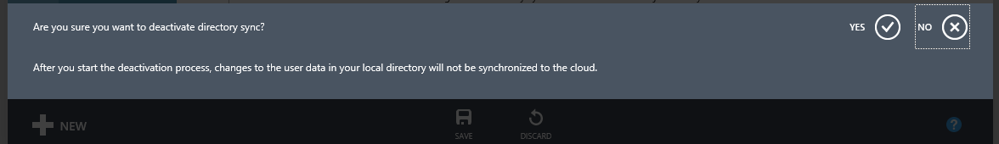 Are you sure you want to deactivate directory sync?
YES
NO
After you start the deactivation process, changes to the user data in your local directory will not be synchronized to the cloud.
NEW
SAVE
DISCARD
?